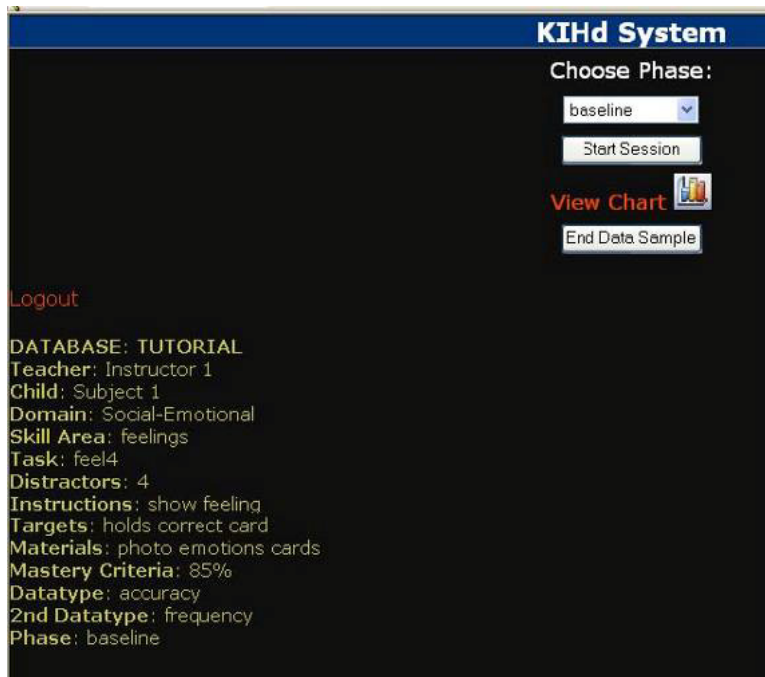 KIHd System
Choose Phase:
baseline
Start Session
View Chart
End Data Sample
Logout
DATABASE: TUTORIAL
Teacher: Instructor 1
Child: Subject 1
Domain: Social-Emotional
Skill Area: feelings
Task: feel4
Distractors: 4
Instructions: show feeling
Targets: holds correct card
Materials: photo emotions cards
Mastery Criteria: 85%
Datatype: accuracy
2nd Datatype: frequency
Phase: baseline